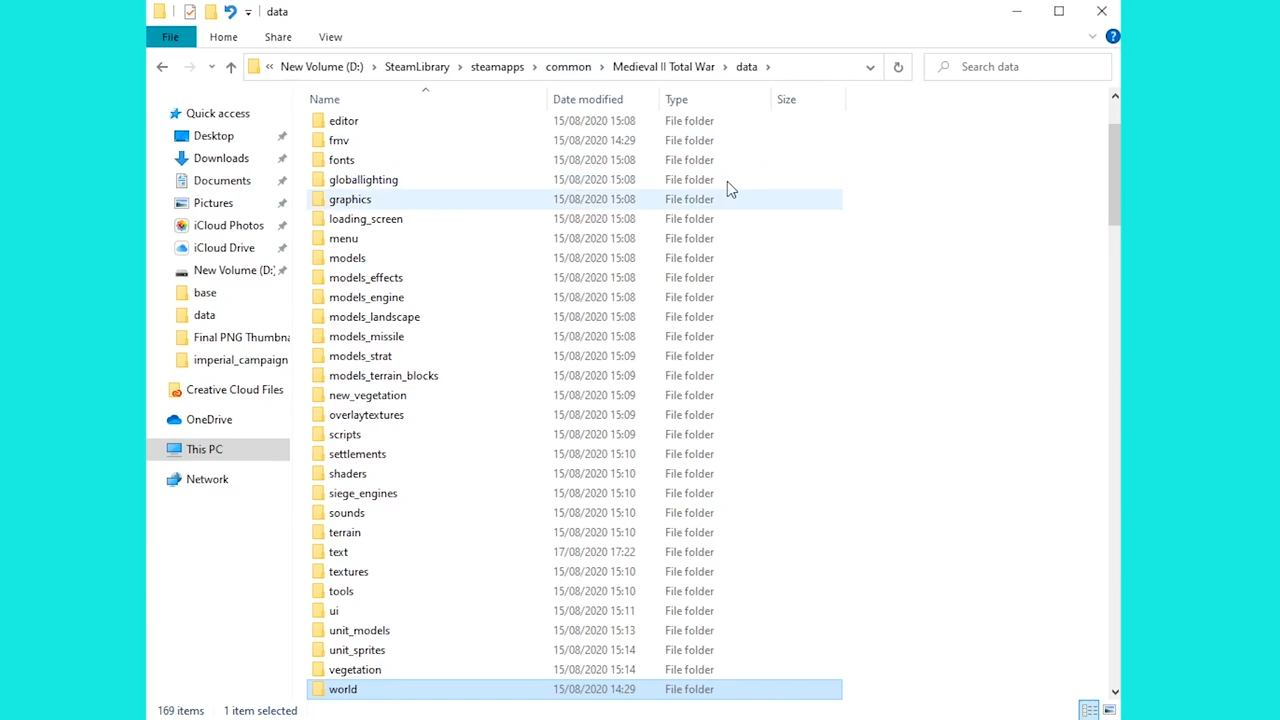 data
File Home Share View
« New Volume (D:) › SteamLibrary › steamapps › common › Medieval II Total War › data › Search data
Name Date modified Type Size
Quick access
Desktop
Downloads
Documents
Pictures
iCloud Photos
iCloud Drive
New Volume (D:)
base
data
Final PNG Thumbna
imperial_campaign
Creative Cloud Files
OneDrive
This PC
Network
editor 15/08/2020 15:08 File folder
fmv 15/08/2020 14:29 File folder
fonts 15/08/2020 15:08 File folder
globallighting 15/08/2020 15:08 File folder
graphics 15/08/2020 15:08 File folder
loading_screen 15/08/2020 15:08 File folder
menu 15/08/2020 15:08 File folder
models 15/08/2020 15:08 File folder
models_effects 15/08/2020 15:08 File folder
models_engine 15/08/2020 15:08 File folder
models_landscape 15/08/2020 15:08 File folder
models_missile 15/08/2020 15:08 File folder
models_strat 15/08/2020 15:09 File folder
models_terrain_blocks 15/08/2020 15:09 File folder
new_vegetation 15/08/2020 15:09 File folder
overlaytextures 15/08/2020 15:09 File folder
scripts 15/08/2020 15:09 File folder
settlements 15/08/2020 15:10 File folder
shaders 15/08/2020 15:10 File folder
siege_engines 15/08/2020 15:10 File folder
sounds 15/08/2020 15:10 File folder
terrain 15/08/2020 15:10 File folder
text 17/08/2020 17:22 File folder
textures 15/08/2020 15:10 File folder
tools 15/08/2020 15:10 File folder
ui 15/08/2020 15:11 File folder
unit_models 15/08/2020 15:13 File folder
unit_sprites 15/08/2020 15:14 File folder
vegetation 15/08/2020 15:14 File folder
world 15/08/2020 14:29 File folder
169 items 1 item selected